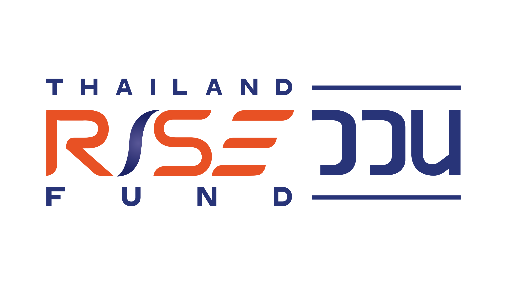 THAILAND
RISE ววน
FUND